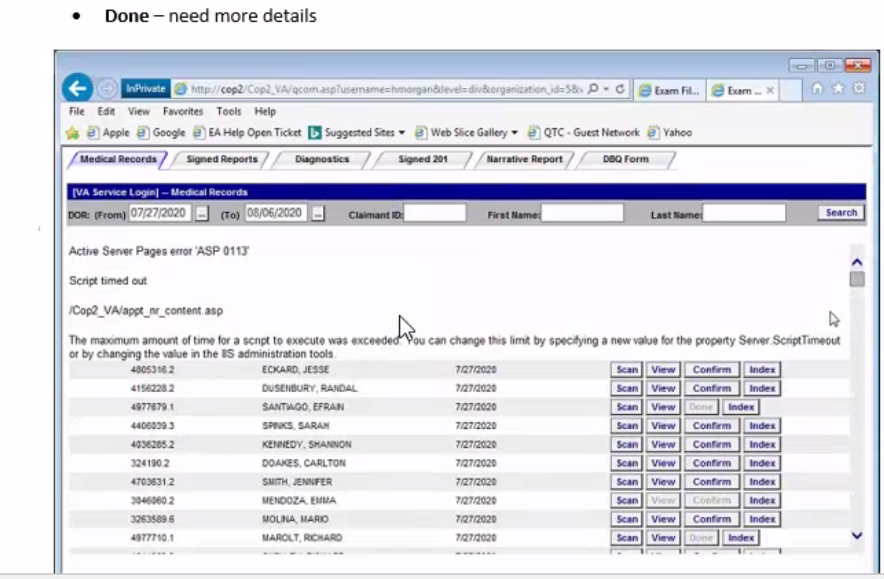 • Done – need more details
InPrivate http://cop2/Cop2_VA/qcom.asp?username=hmorgan&level=div&organization_id=5& Exam Fil... Exam ...
File Edit View Favorites Tools Help
Apple Google EA Help Open Ticket Suggested Sites Web Slice Gallery QTC - Guest Network Yahoo
Medical Records Signed Reports Diagnostics Signed 201 Narrative Report DBQ Form
[VA Service Login] -- Medical Records
DOR: (From) 07/27/2020 ... (To) 08/06/2020 ... Claimant ID: First Name: Last Name: Search
Active Server Pages error 'ASP 0113'
Script timed out
/Cop2_VA/appt_nr_content.asp
The maximum amount of time for a script to execute was exceeded. You can change this limit by specifying a new value for the property Server.ScriptTimeout
or by changing the value in the IIS administration tools.
4805316.2 ECKARD, JESSE 7/27/2020 Scan View Confirm Index
4156228.2 DUSENBURY, RANDAL 7/27/2020 Scan View Confirm Index
4977679.1 SANTIAGO, EFRAIN 7/27/2020 Scan View Done Index
4406039.3 SPINKS, SARAH 7/27/2020 Scan View Confirm Index
4036285.2 KENNEDY, SHANNON 7/27/2020 Scan View Confirm Index
324190.2 DOAKES, CARLTON 7/27/2020 Scan View Confirm Index
4703631.2 SMITH, JENNIFER 7/27/2020 Scan View Confirm Index
3046060.2 MENDOZA, EMMA 7/27/2020 Scan View Confirm Index
3263589.6 MOLINA, MARIO 7/27/2020 Scan View Confirm Index
4977710.1 MAROLT, RICHARD 7/27/2020 Scan View Done Index